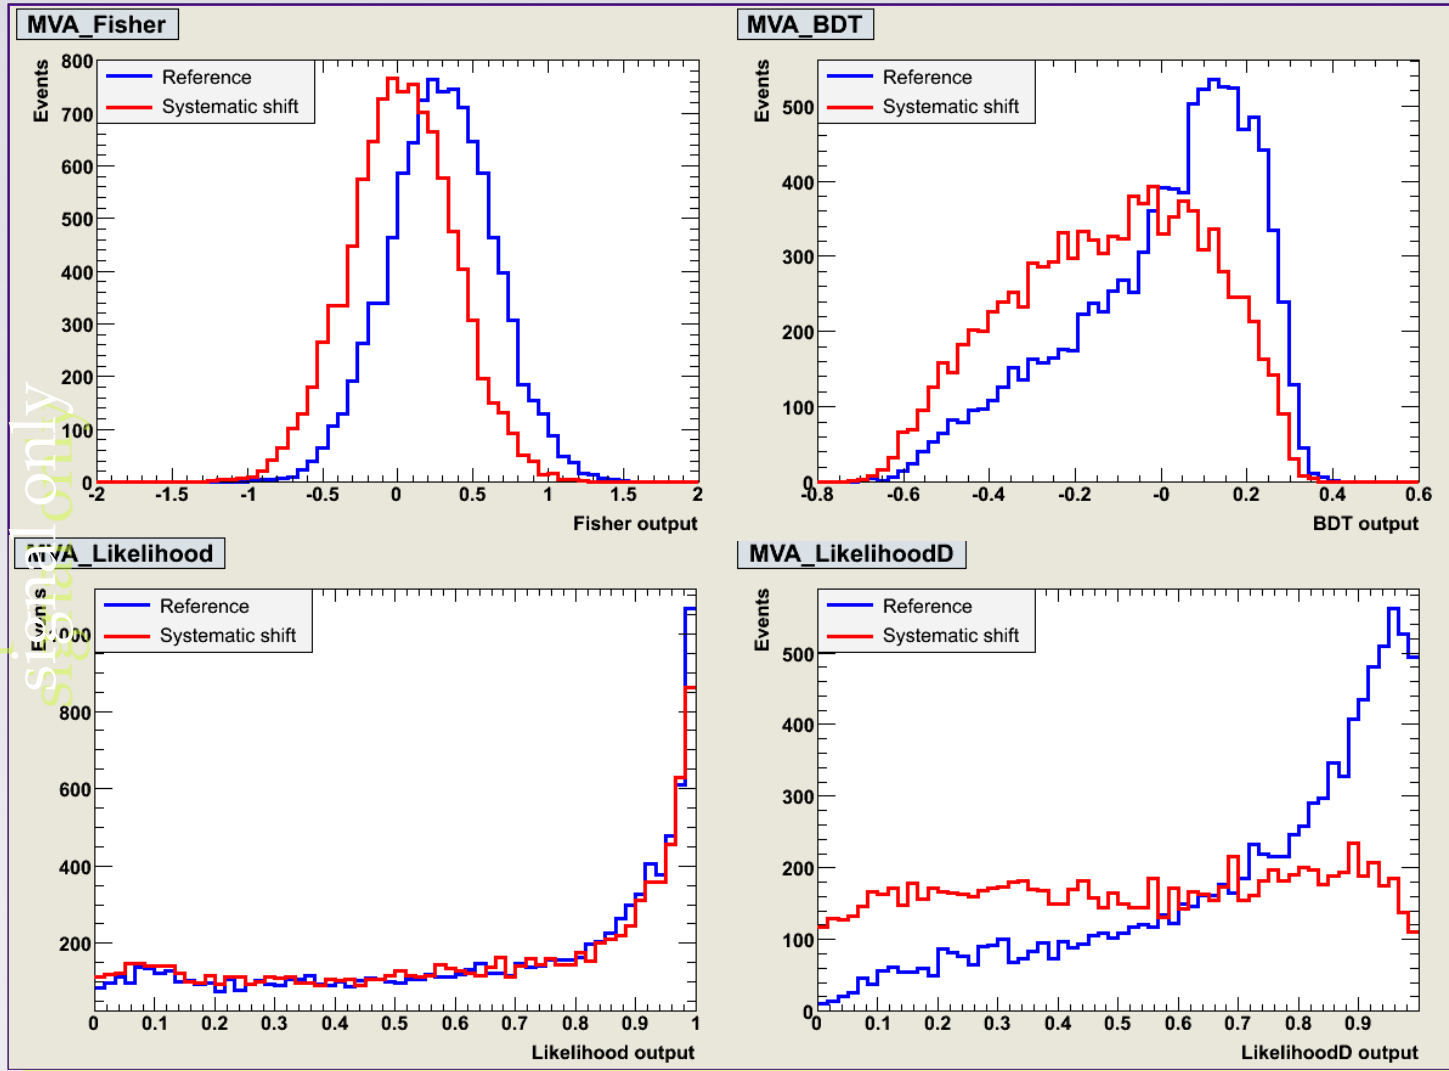 MVA_Fisher
Events
800
700
600
500
400
300
200
100
0
Reference
Systematic shift
-2 -1.5 -1 -0.5 0 0.5 1 1.5 2
Fisher output
MVA_BDT
Events
500
400
300
200
100
0
Reference
Systematic shift
-0.8 -0.6 -0.4 -0.2 -0 0.2 0.4 0.6
BDT output
signal only
MVA_Likelihood
Events
1000
800
600
400
200
Reference
Systematic shift
0 0.1 0.2 0.3 0.4 0.5 0.6 0.7 0.8 0.9 1
Likelihood output
MVA_LikelihoodD
Events
500
400
300
200
100
0
Reference
Systematic shift
0 0.1 0.2 0.3 0.4 0.5 0.6 0.7 0.8 0.9
LikelihoodD output